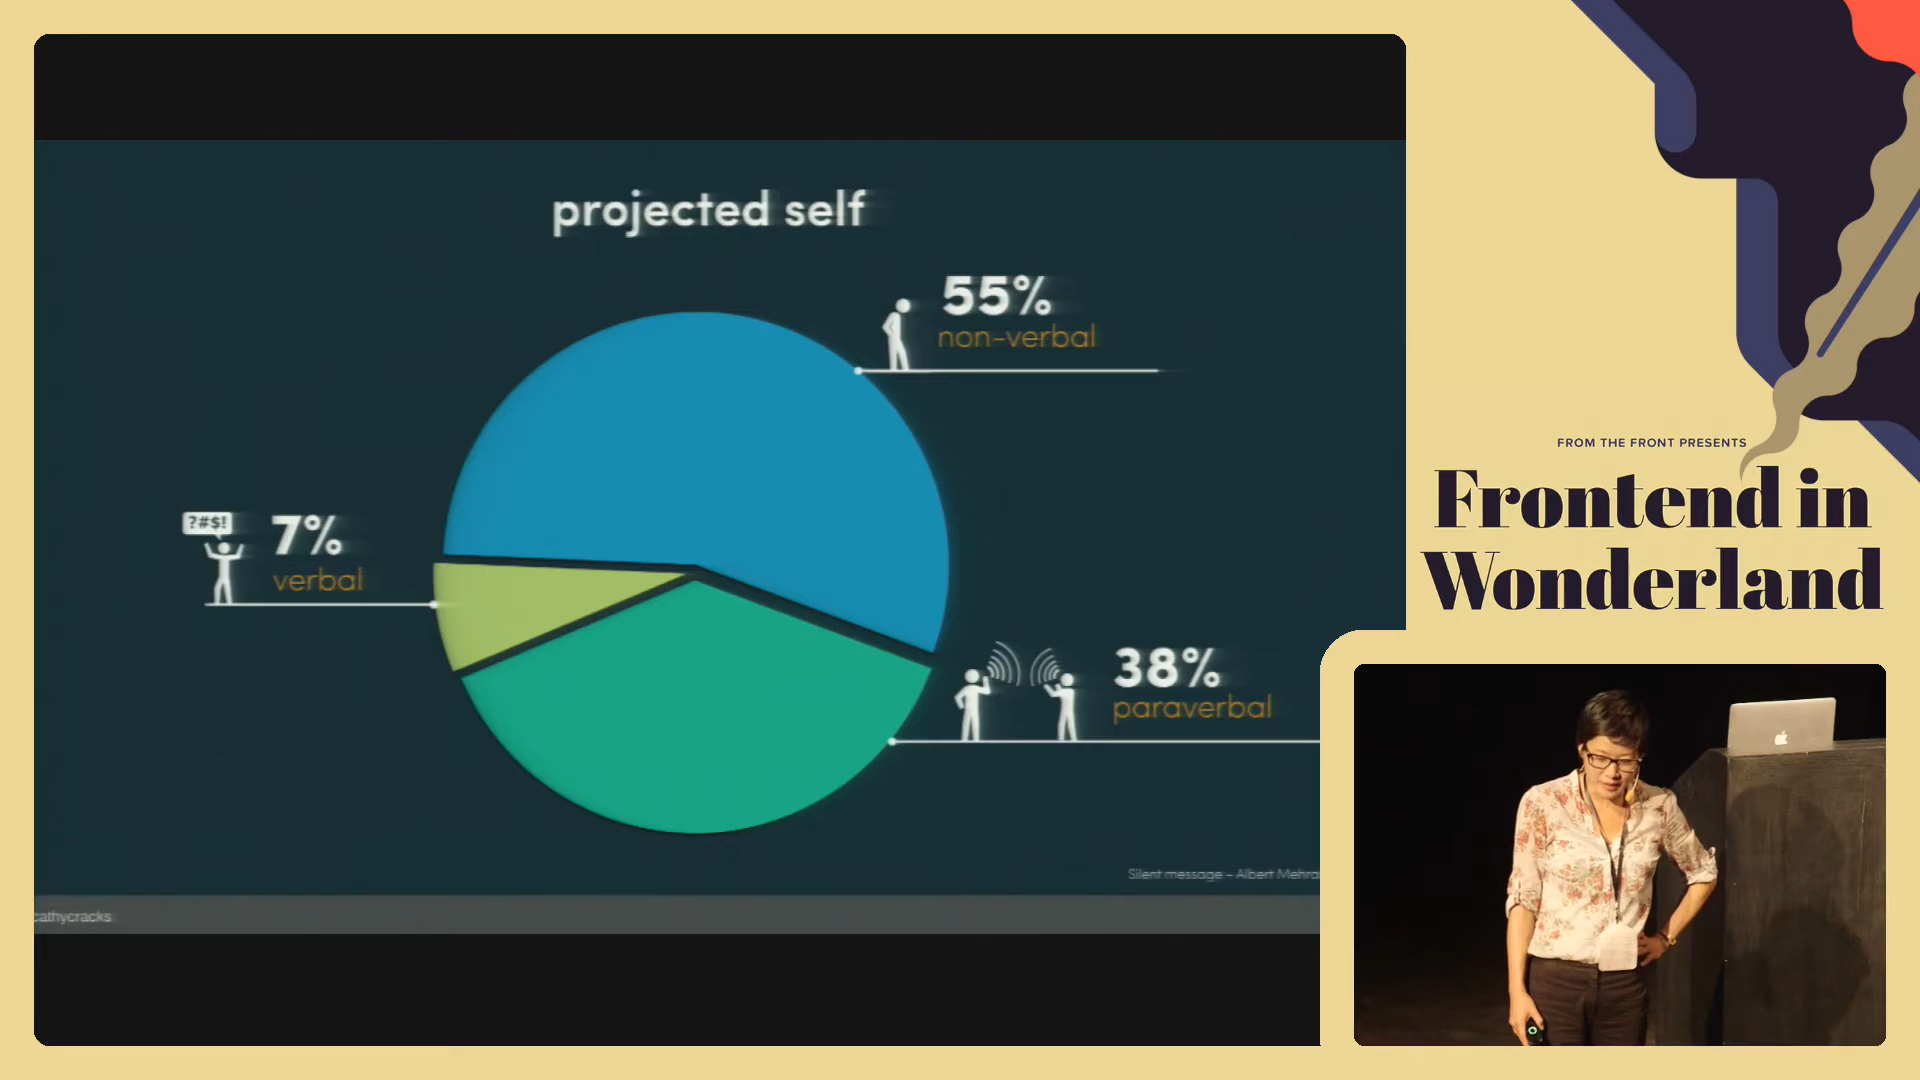 projected self
55%
non-verbal
?#$!
7%
verbal
38%
paraverbal
Silent message - Albert
cathycracks
FROM THE FRONT PRESENTS
Frontend in
Wonderland